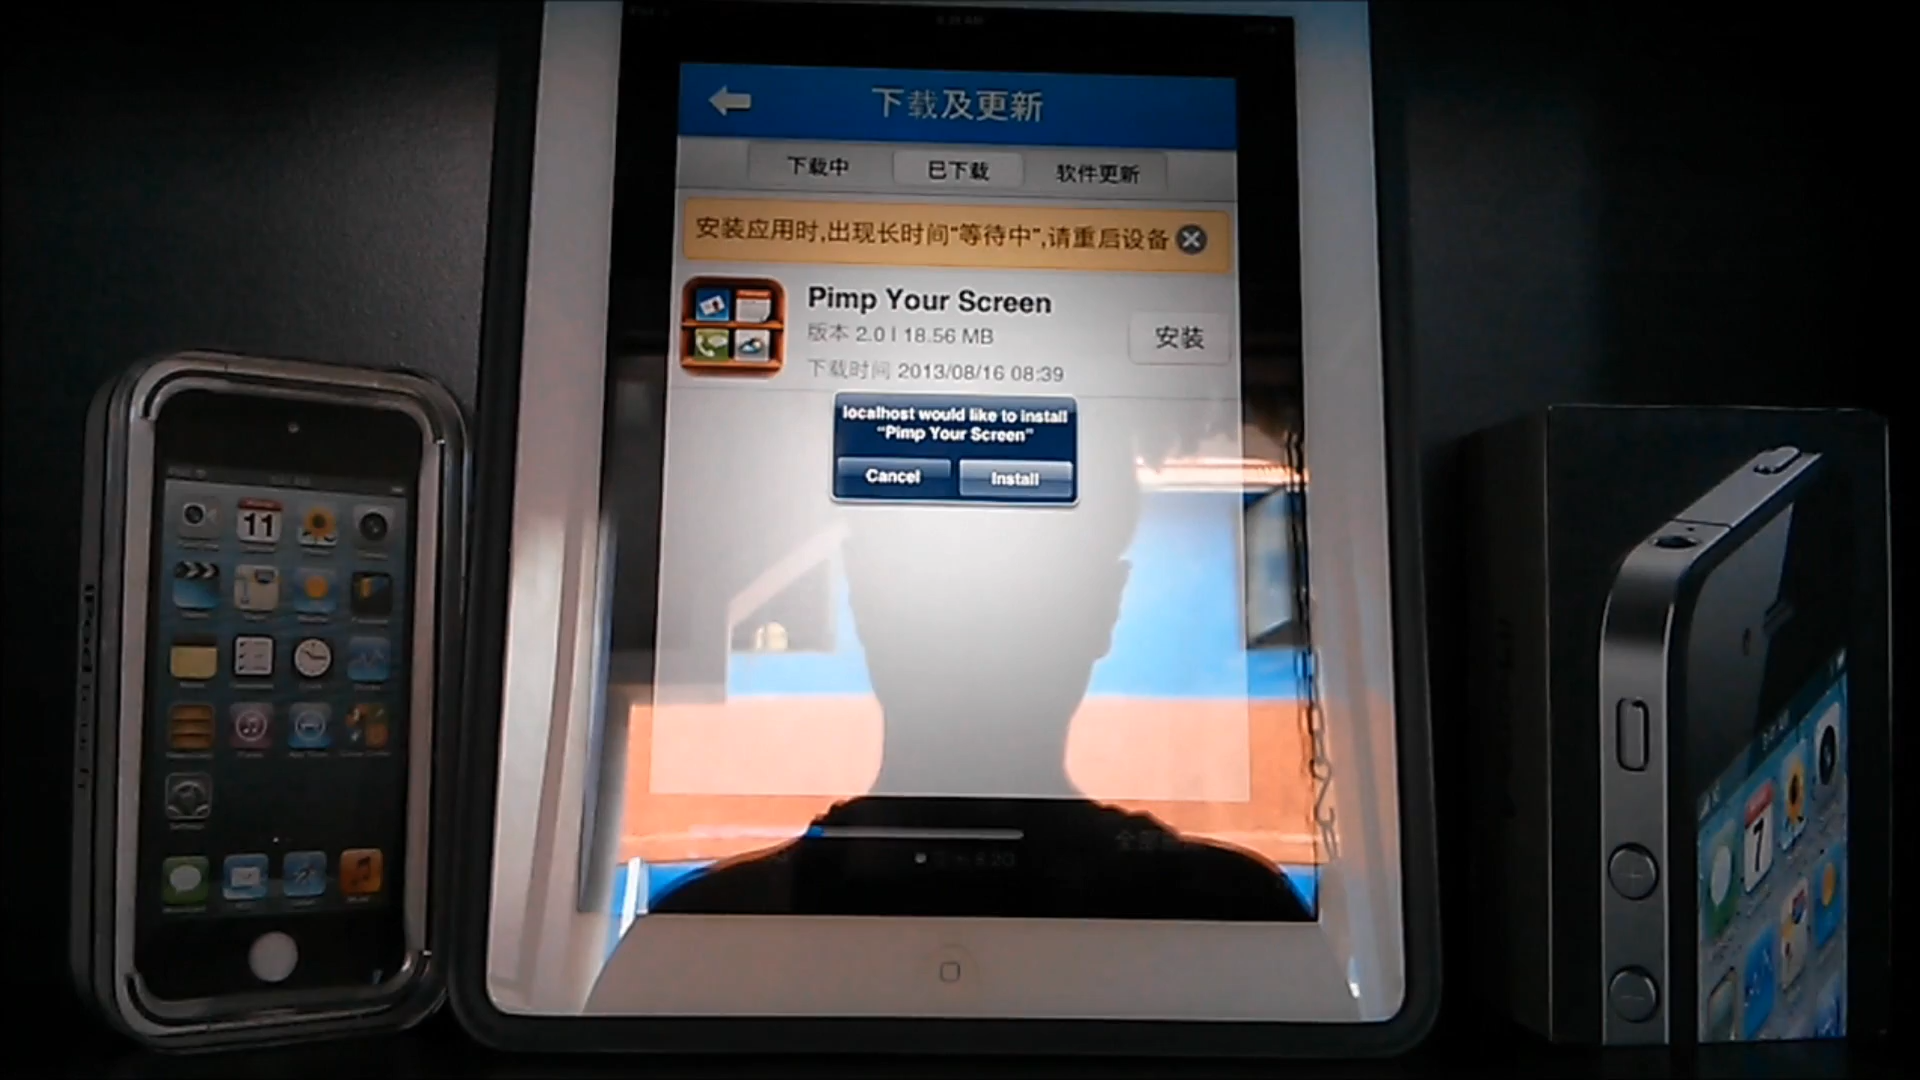 下载及更新
下载中 已下载 软件更新
安装应用时,出现长时间“等待中”,请重启设备
Pimp Your Screen
版本 2.0 | 18.56 MB
安装
下载时间 2013/08/16 08:39
localhost would like to install
"Pimp Your Screen"
Cancel Install
11
7